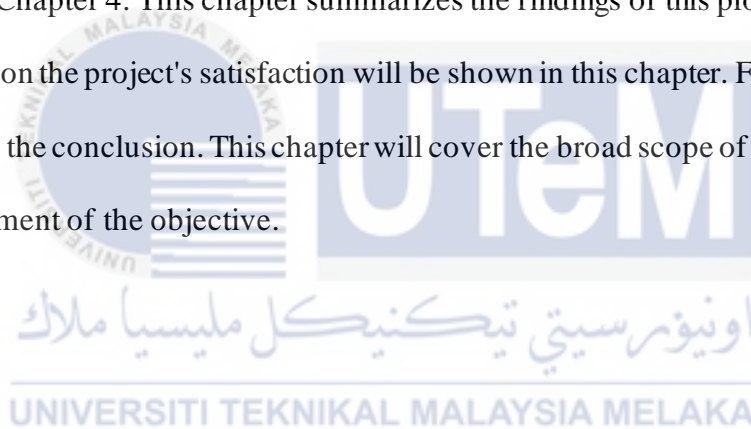 Chapter 4. This chapter summarizes the findings of this
on the project's satisfaction will be shown in this chapter.
the conclusion. This chapter will cover the broad scope of
ment of the objective.
MALAYSIA
UTeM
اونيۏرسيتي تيكنيكل مليسيا ملاك
UNIVERSITI TEKNIKAL MALAYSIA MELAKA